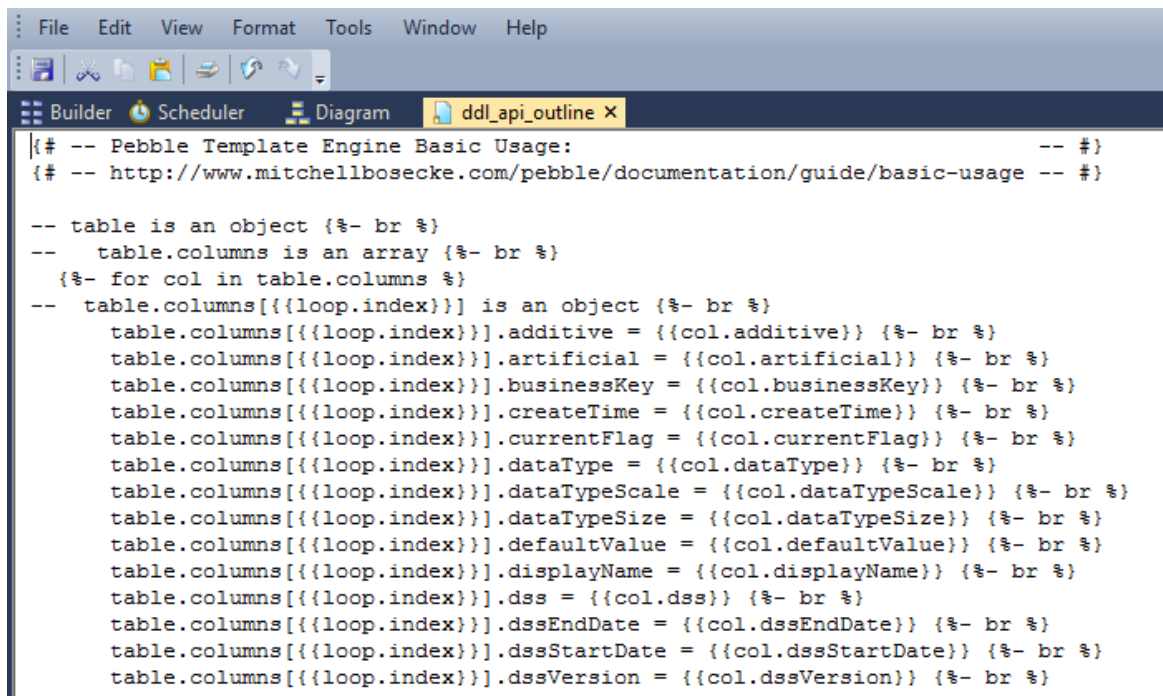 File Edit View Format Tools Window Help
Builder Scheduler Diagram ddl_api_outline ×
{# -- Pebble Template Engine Basic Usage:                                   -- #}
{# -- http://www.mitchellbosecke.com/pebble/documentation/guide/basic-usage -- #}
-- table is an object {%- br %}
--   table.columns is an array {%- br %}
  {%- for col in table.columns %}
--  table.columns[{{loop.index}}] is an object {%- br %}
      table.columns[{{loop.index}}].additive = {{col.additive}} {%- br %}
      table.columns[{{loop.index}}].artificial = {{col.artificial}} {%- br %}
      table.columns[{{loop.index}}].businessKey = {{col.businessKey}} {%- br %}
      table.columns[{{loop.index}}].createTime = {{col.createTime}} {%- br %}
      table.columns[{{loop.index}}].currentFlag = {{col.currentFlag}} {%- br %}
      table.columns[{{loop.index}}].dataType = {{col.dataType}} {%- br %}
      table.columns[{{loop.index}}].dataTypeScale = {{col.dataTypeScale}} {%- br %}
      table.columns[{{loop.index}}].dataTypeSize = {{col.dataTypeSize}} {%- br %}
      table.columns[{{loop.index}}].defaultValue = {{col.defaultValue}} {%- br %}
      table.columns[{{loop.index}}].displayName = {{col.displayName}} {%- br %}
      table.columns[{{loop.index}}].dss = {{col.dss}} {%- br %}
      table.columns[{{loop.index}}].dssEndDate = {{col.dssEndDate}} {%- br %}
      table.columns[{{loop.index}}].dssStartDate = {{col.dssStartDate}} {%- br %}
      table.columns[{{loop.index}}].dssVersion = {{col.dssVersion}} {%- br %}